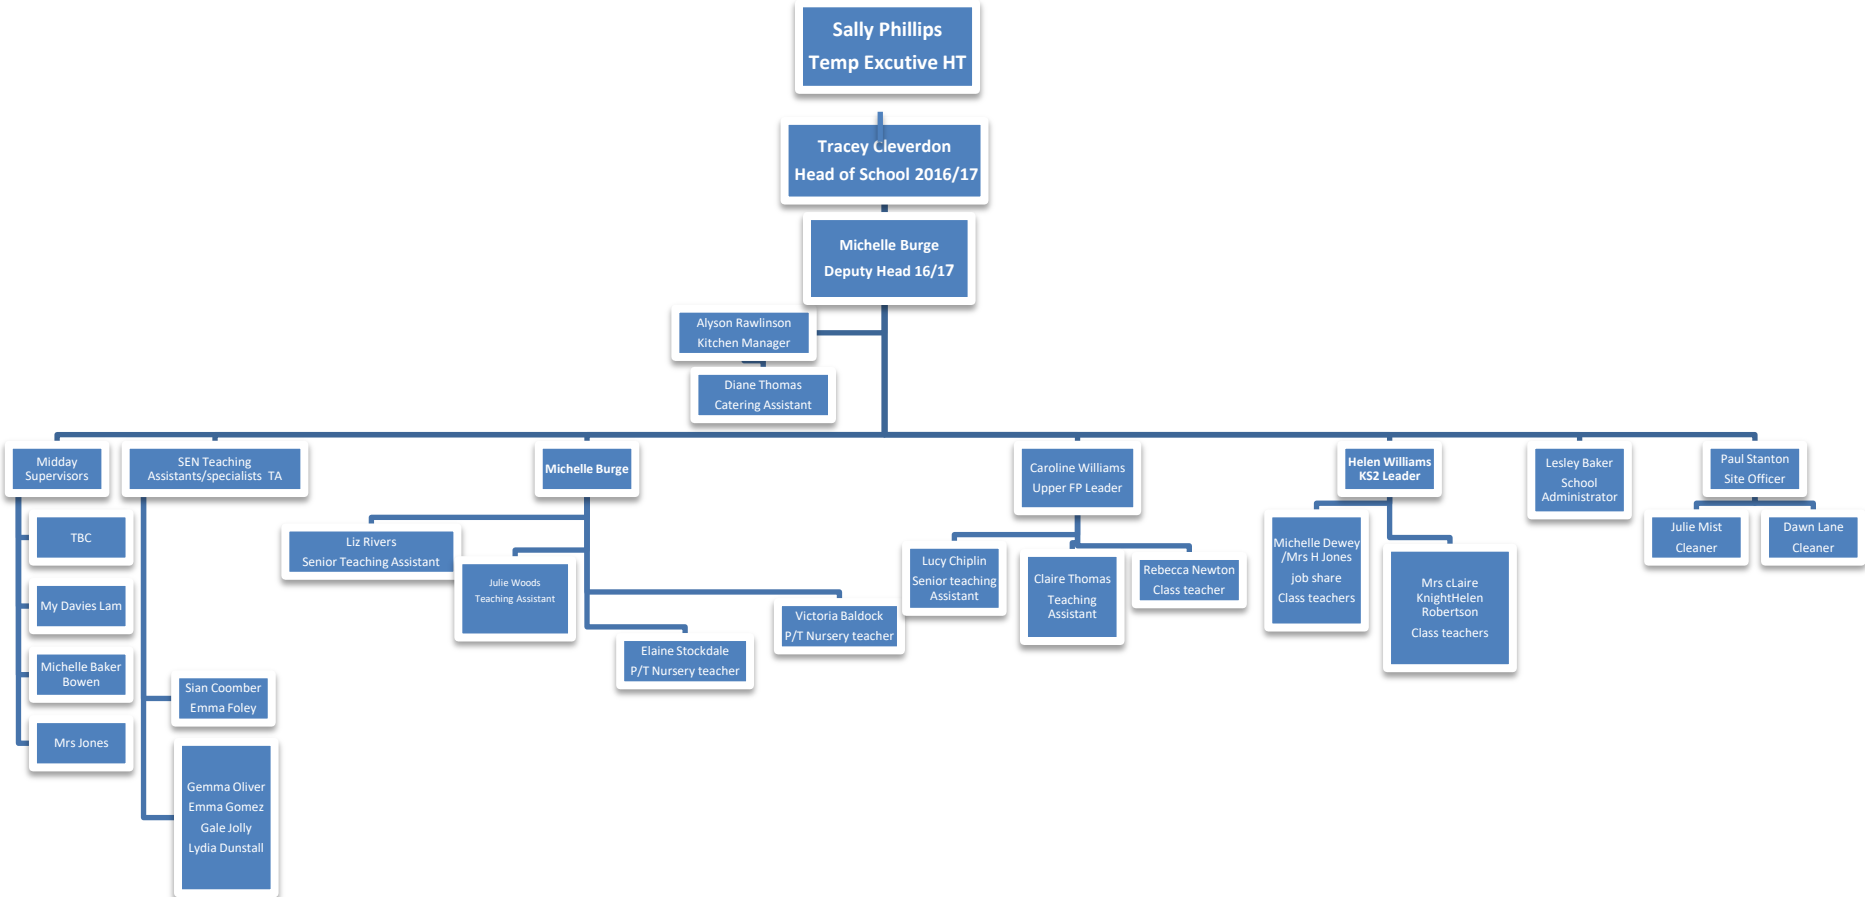 Sally Phillips
Temp Excutive HT
Tracey Cleverdon
Head of School 2016/17
Michelle Burge
Deputy Head 16/17
Alyson Rawlinson
Kitchen Manager
Diane Thomas
Catering Assistant
Midday
Supervisors
TBC
My Davies Lam
Michelle Baker
Bowen
Mrs Jones
SEN Teaching
Assistants/specialists TA
Sian Coomber
Emma Foley
Gemma Oliver
Emma Gomez
Gale Jolly
Lydia Dunstall
Michelle Burge
Liz Rivers
Senior Teaching Assistant
Julie Woods
Teaching Assistant
Elaine Stockdale
P/T Nursery teacher
Victoria Baldock
P/T Nursery teacher
Caroline Williams
Upper FP Leader
Lucy Chiplin
Senior teaching
Assistant
Claire Thomas
Teaching
Assistant
Rebecca Newton
Class teacher
Helen Williams
KS2 Leader
Michelle Dewey
/Mrs H Jones
job share
Class teachers
Mrs cLaire
KnightHelen
Robertson
Class teachers
Lesley Baker
School
Administrator
Paul Stanton
Site Officer
Julie Mist
Cleaner
Dawn Lane
Cleaner